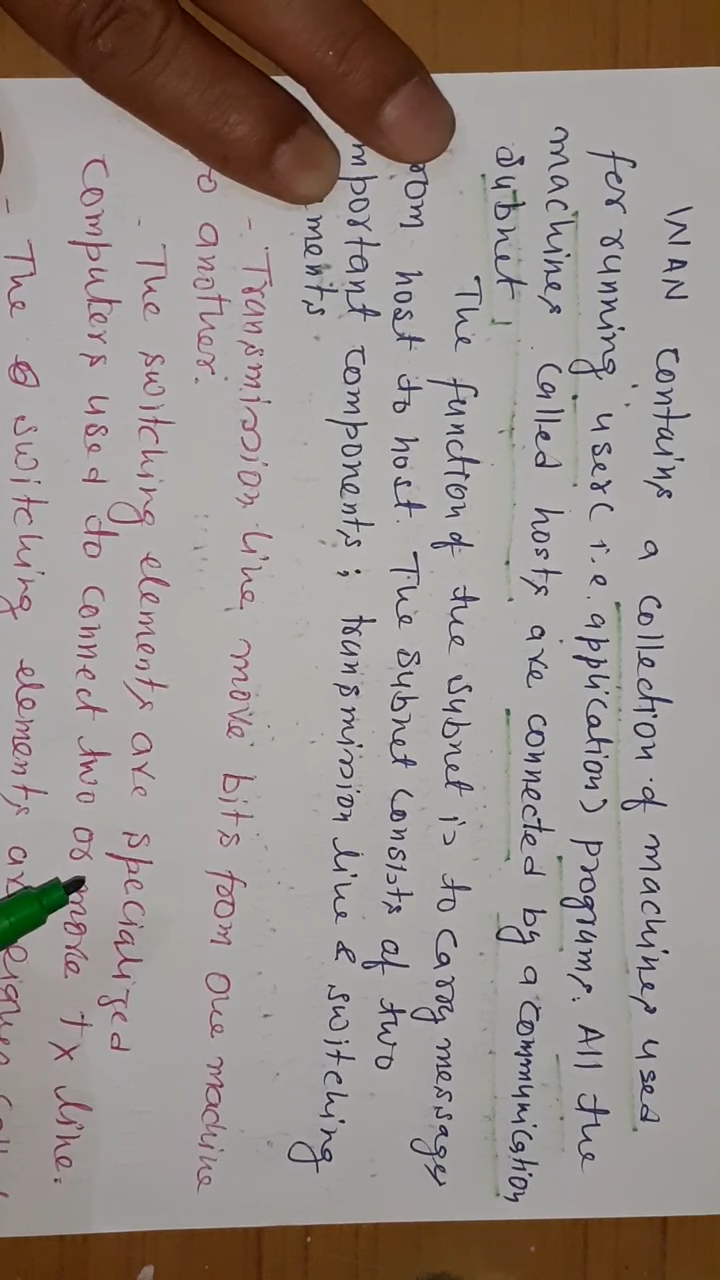 WAN contains a collection of machines used
for running user (i.e. application) programs. All the
machines called hosts are connected by a communication
subnet.
The function of the subnet is to carry messages
from host to host. The subnet consists of two
important components; transmission line & switching
ments
- Transmission line move bits from one machine
to another.
- The switching elements are specialized
computers used to connect two or more tx line.
- The switching elements